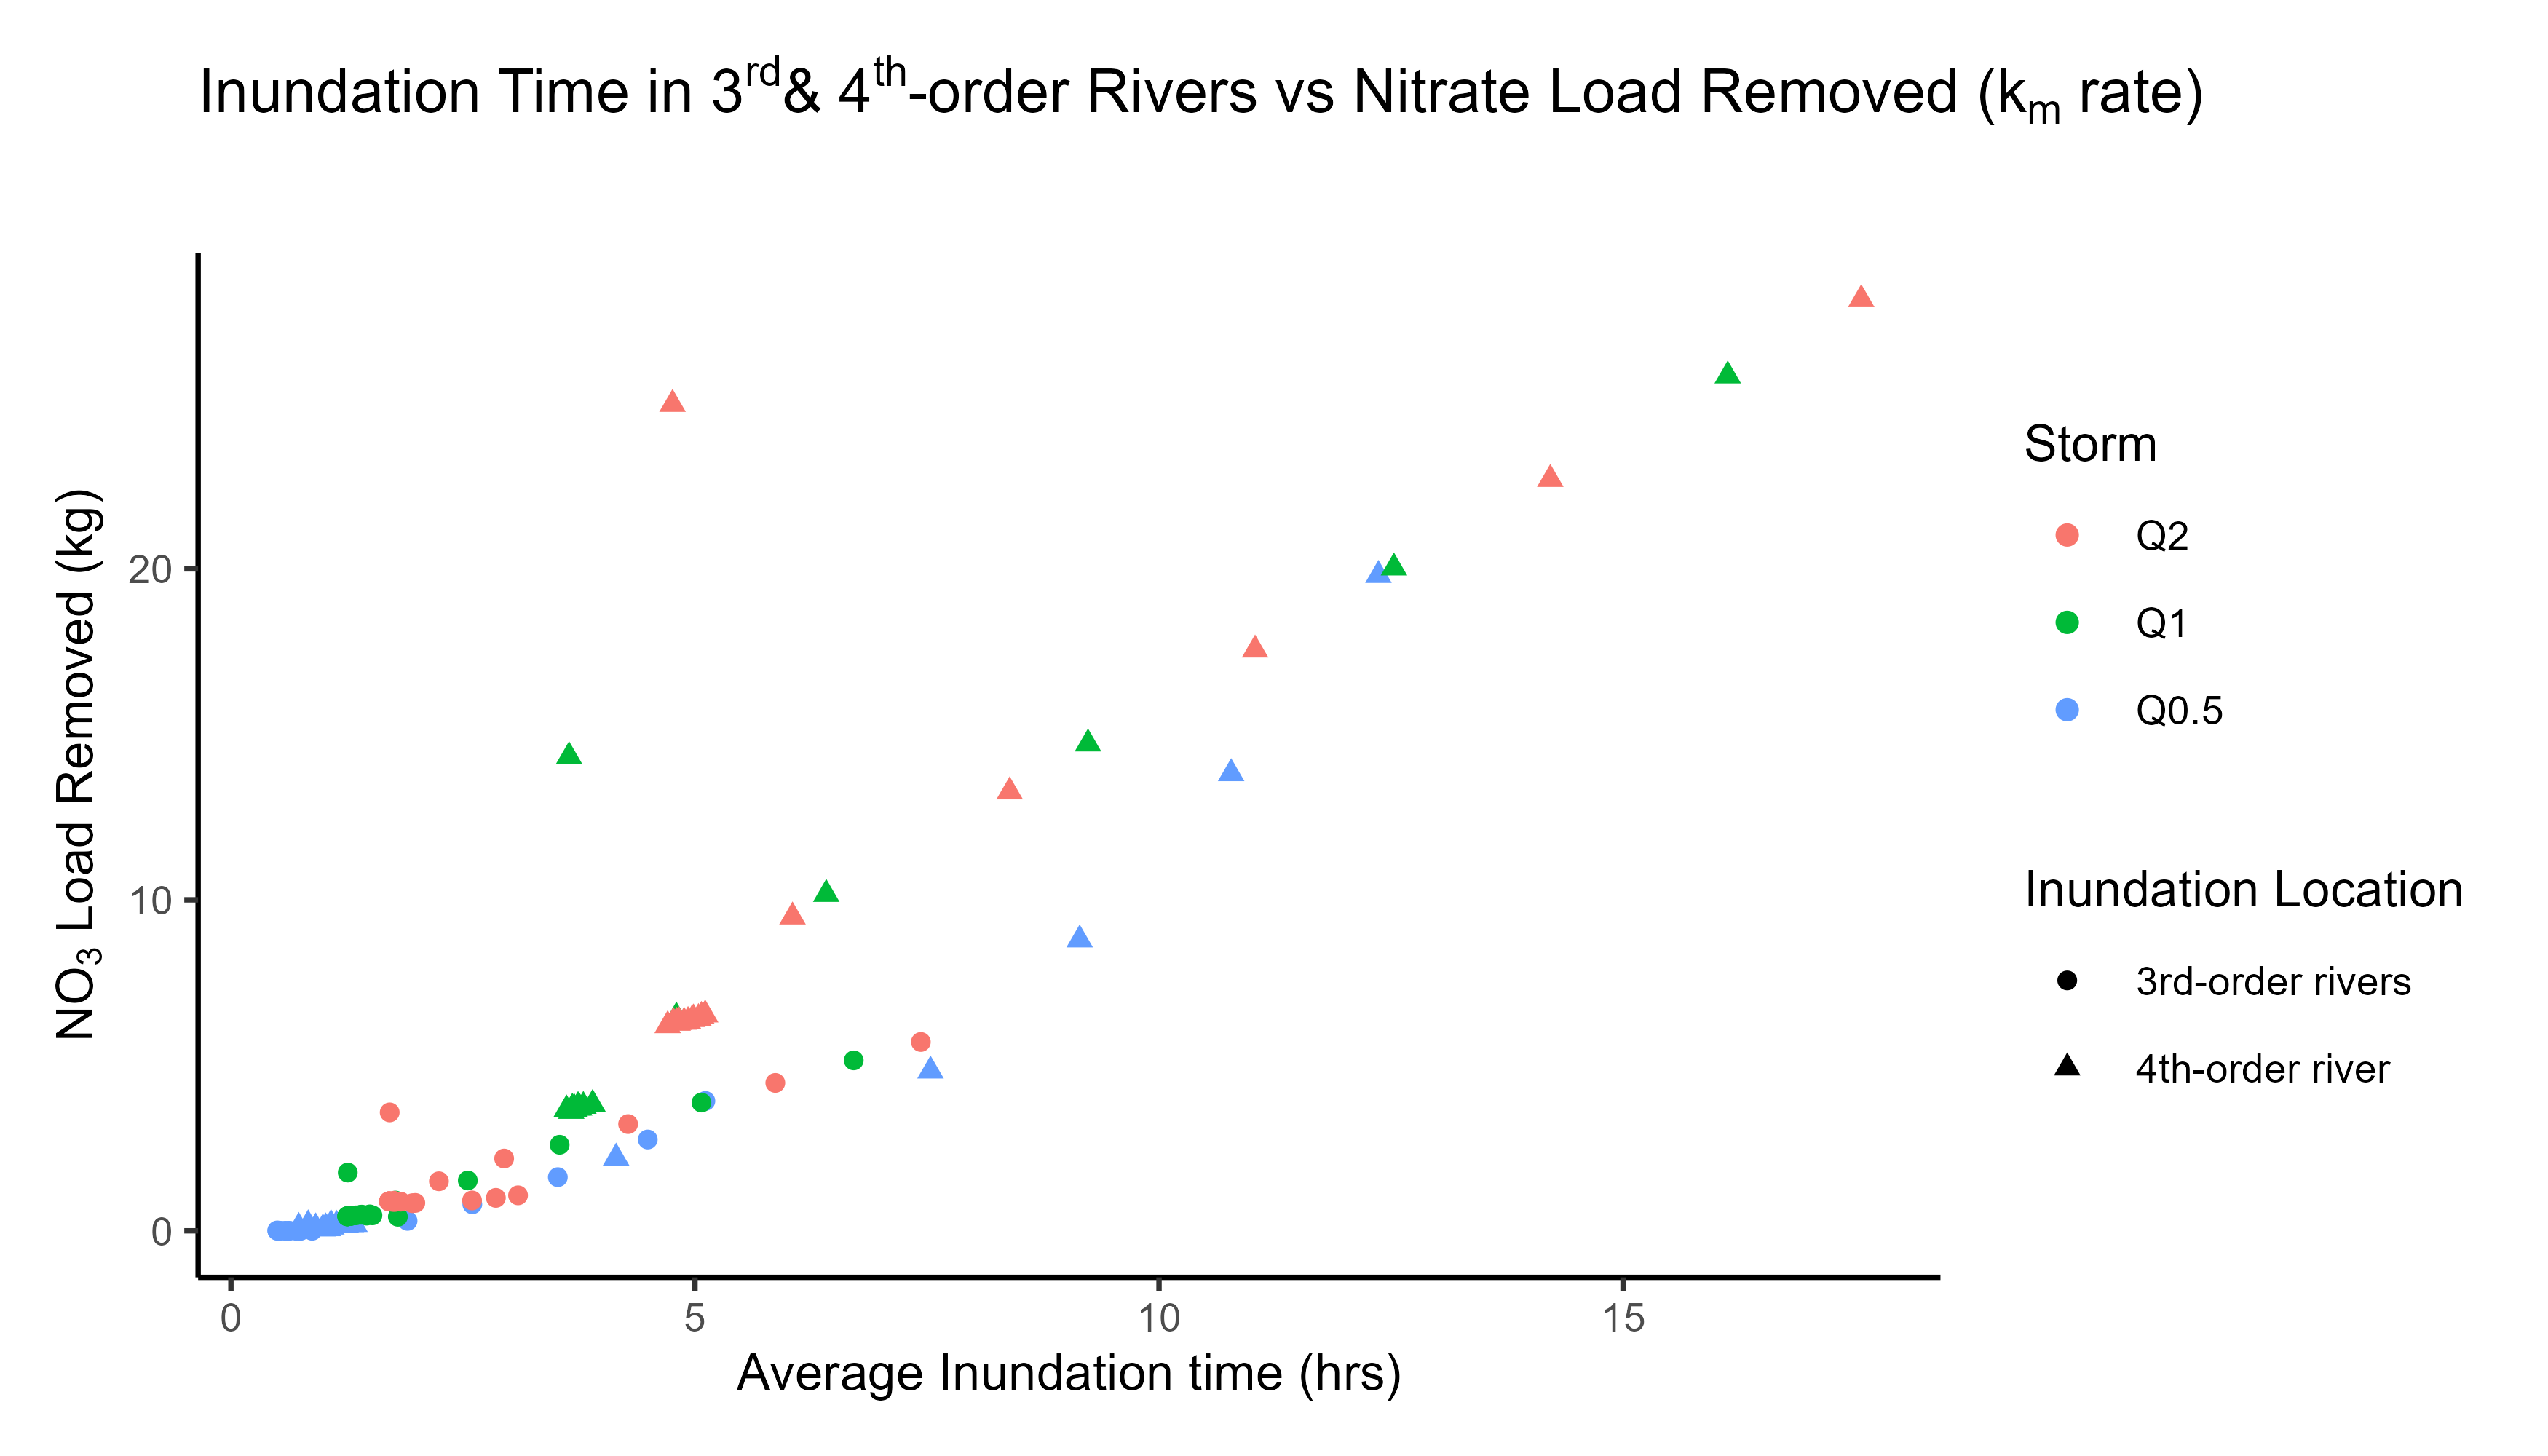 Inundation Time in 3rd& 4th-order Rivers vs Nitrate Load Removed (km rate)
NO3 Load Removed (kg)
20
10
0
0 5 10 15
Average Inundation time (hrs)
Storm
Q2
Q1
Q0.5
Inundation Location
3rd-order rivers
4th-order river